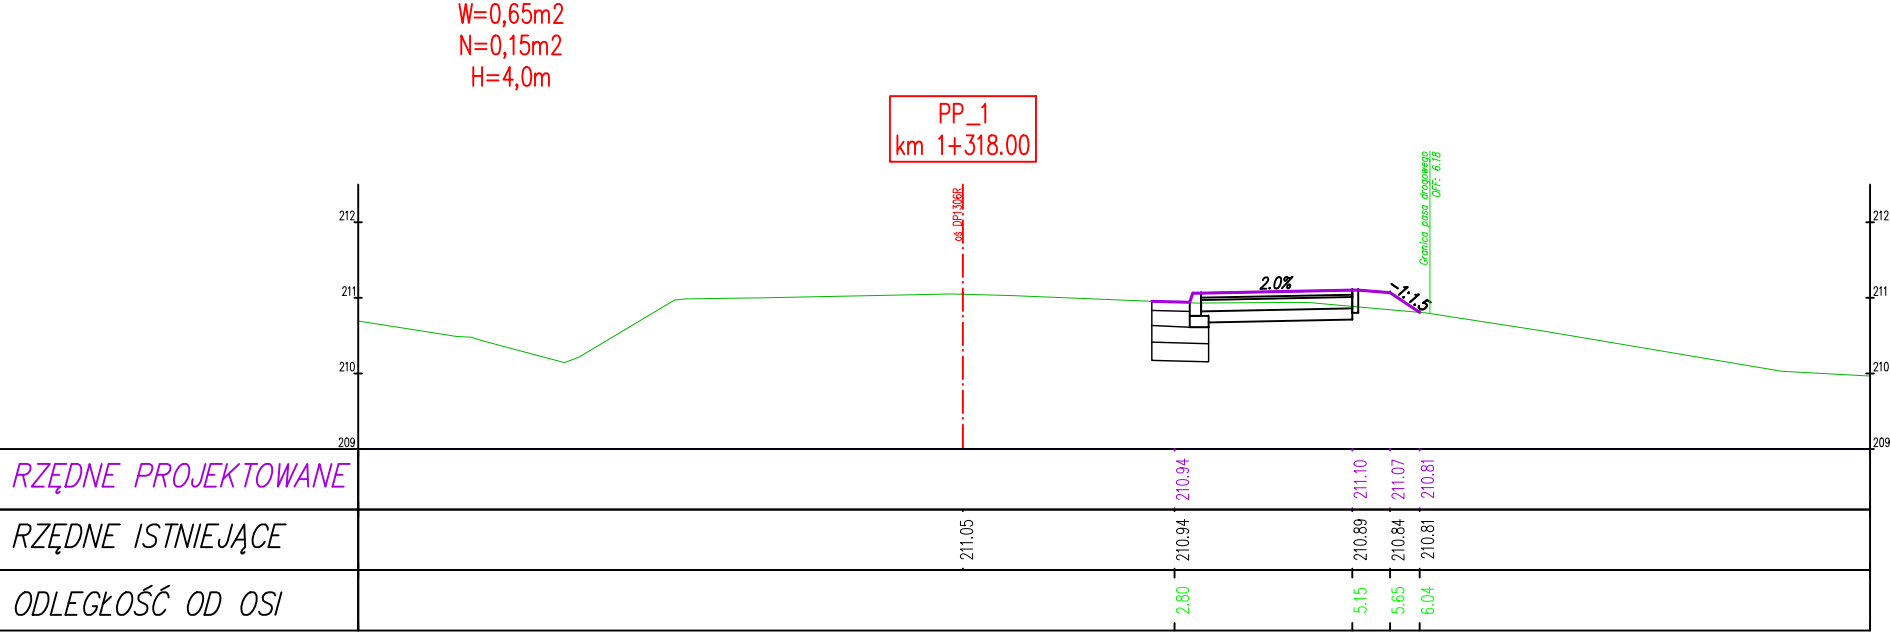 W=0,65m2
N=0,15m2
H=4,0m
PP_1
km 1+318.00
oś DP1306R
Granica pasa drogowego
OFF: 6.18
212
212
211
211
210
210
209
209
2.0%
-1:1.5
RZĘDNE PROJEKTOWANE
210.94
211.10
211.07
210.81
RZĘDNE ISTNIEJĄCE
211.05
210.94
210.89
210.84
210.81
ODLEGŁOŚĆ OD OSI
2.80
5.15
5.65
6.04